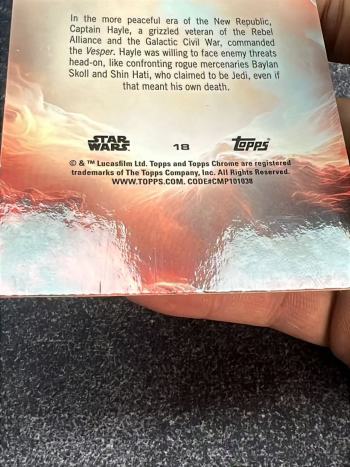 In the more peaceful era of the New Republic,
Captain Hayle, a grizzled veteran of the Rebel
Alliance and the Galactic Civil War, commanded
the Vesper. Hayle was willing to face enemy threats
head-on, like confronting rogue mercenaries Baylan
Skoll and Shin Hati, who claimed to be Jedi, even if
that meant his own death.
STAR WARS 18 Topps
© & ™ Lucasfilm Ltd. Topps and Topps Chrome are registered
trademarks of The Topps Company, Inc. All Rights Reserved.
WWW.TOPPS.COM. CODE#CMP101038